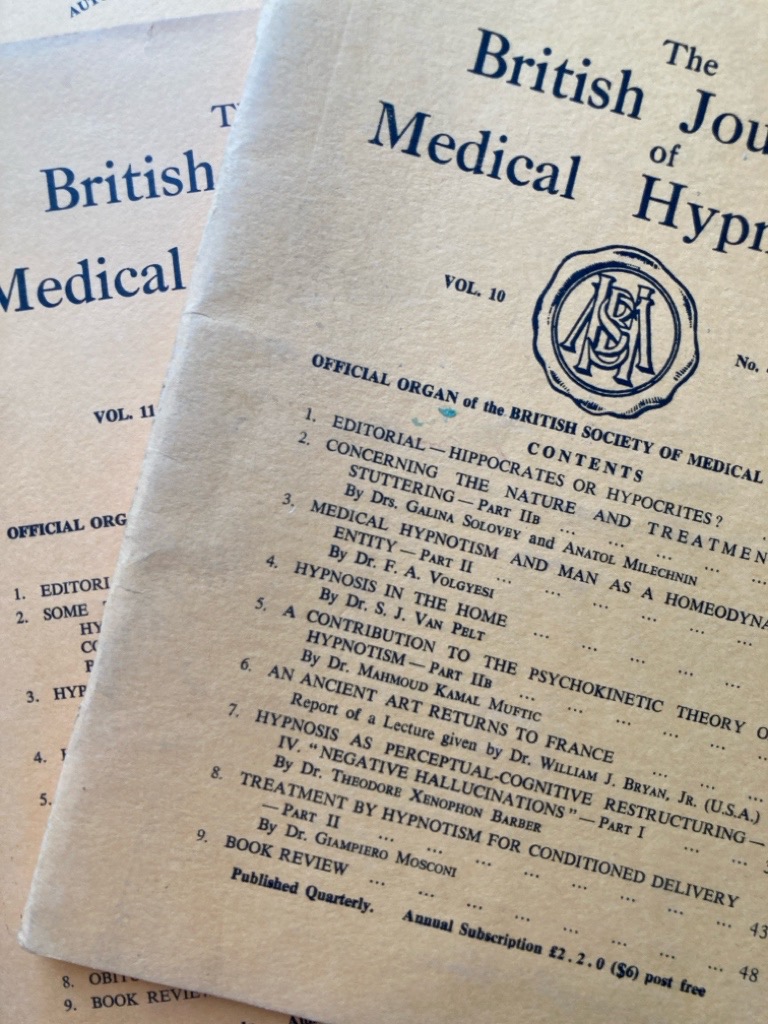 The
British Jou
of
Medical Hypn
VOL. 10
No.
OFFICIAL ORGAN of the BRITISH SOCIETY OF MEDICAL
CONTENTS
1. EDITORIAL — HIPPOCRATES OR HYPOCRITES? ...
2. CONCERNING THE NATURE AND TREATMEN
STUTTERING — PART IIB ... ... ... ... ...
By Drs. GALINA SOLOVEY and ANATOL MILECHNIN
3. MEDICAL HYPNOTISM AND MAN AS A HOMEODYNA
ENTITY — PART II ... ... ... ... ... ...
By Dr. F. A. VOLGYESI
4. HYPNOSIS IN THE HOME ... ... ... ... ...
By Dr. S. J. VAN PELT
5. A CONTRIBUTION TO THE PSYCHOKINETIC THEORY O
HYPNOTISM — PART IIB ... ... ... ... ... ...
By Dr. MAHMOUD KAMAL MUFTIC
6. AN ANCIENT ART RETURNS TO FRANCE ... ... ...
Report of a Lecture given by Dr. WILLIAM J. BRYAN, JR. (U.S.A.)
7. HYPNOSIS AS PERCEPTUAL-COGNITIVE RESTRUCTURING —
IV. "NEGATIVE HALLUCINATIONS" — PART I ... ...
By Dr. THEODORE XENOPHON BARBER
8. TREATMENT BY HYPNOTISM FOR CONDITIONED DELIVERY
— PART II ... ... ... ... ... ... ... ... 43
By Dr. GIAMPIERO MOSCONI
9. BOOK REVIEW ... ... ... ... ... ... ... ... 48
Published Quarterly. Annual Subscription £2.2.0 ($6) post free
British
Medical
VOL. 11
OFFICIAL ORG
1. EDITORI
2. SOME
HY
CO
3. HYP
4.
5.
8. OBIT
9. BOOK REVIE